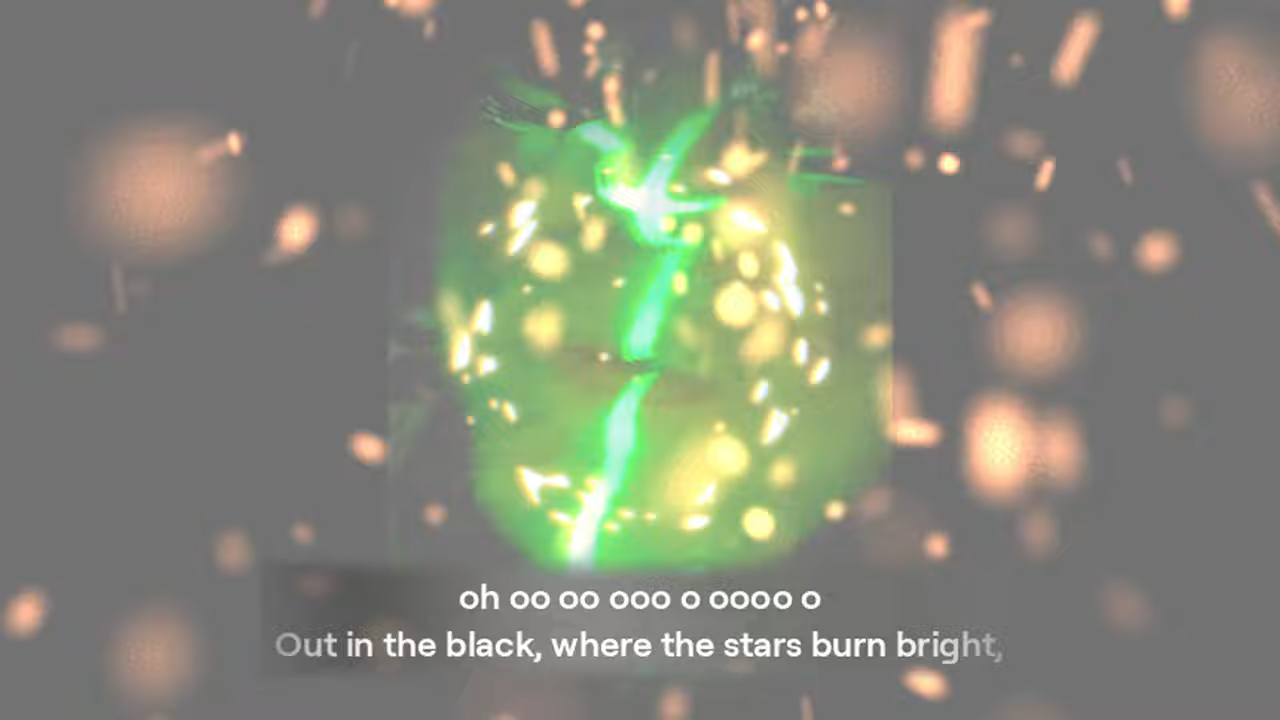 oh oo oo ooo o oooo o
Out in the black, where the stars burn bright,